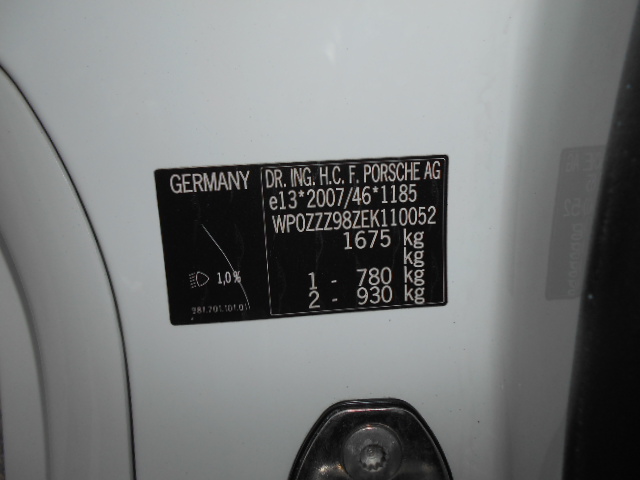 GERMANY
DR. ING. H.C. F. PORSCHE AG
e13*2007/46*1185
WP0ZZZ98ZEK110052
1675 kg
kg
1 - 780 kg
2 - 930 kg
1,0%